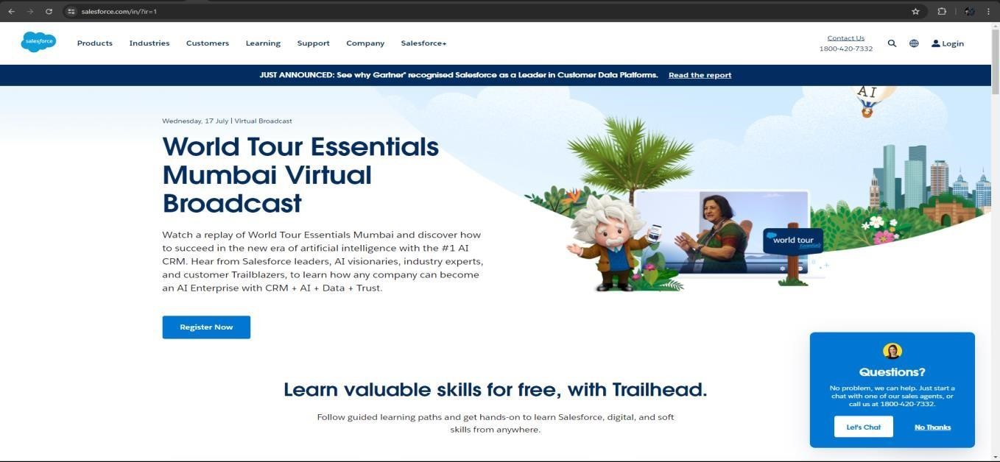 salesforce.com/in/?ir=1
salesforce
Products Industries Customers Learning Support Company Salesforce+
Contact Us
1800-420-7332
Login
JUST ANNOUNCED: See why Gartner® recognised Salesforce as a Leader in Customer Data Platforms. Read the report
AI
Wednesday, 17 July | Virtual Broadcast
World Tour Essentials
Mumbai Virtual
Broadcast
Watch a replay of World Tour Essentials Mumbai and discover how
to succeed in the new era of artificial intelligence with the #1 AI
CRM. Hear from Salesforce leaders, AI visionaries, industry experts,
and customer Trailblazers, to learn how any company can become
an AI Enterprise with CRM + AI + Data + Trust.
world tour
Essentials
Register Now
Questions?
No problem, we can help. Just start a
chat with one of our sales agents, or
call us at 1800-420-7332.
Let's Chat No Thanks
Learn valuable skills for free, with Trailhead.
Follow guided learning paths and get hands-on to learn Salesforce, digital, and soft
skills from anywhere.